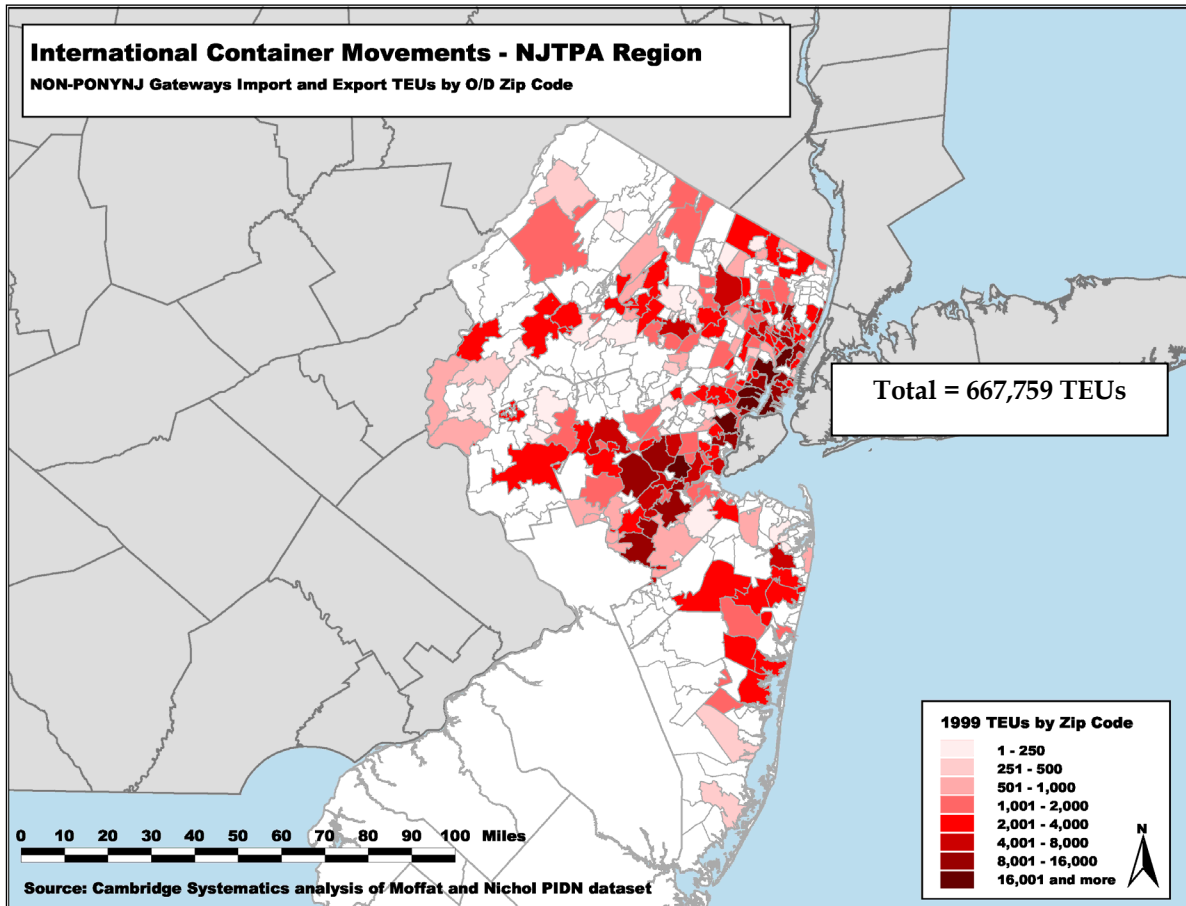 International Container Movements - NJTPA Region
NON-PONYNJ Gateways Import and Export TEUs by O/D Zip Code
Total = 667,759 TEUs
1999 TEUs by Zip Code
1 - 250
251 - 500
501 - 1,000
1,001 - 2,000
2,001 - 4,000
4,001 - 8,000
8,001 - 16,000
16,001 and more
N
0 10 20 30 40 50 60 70 80 90 100 Miles
Source: Cambridge Systematics analysis of Moffat and Nichol PIDN dataset